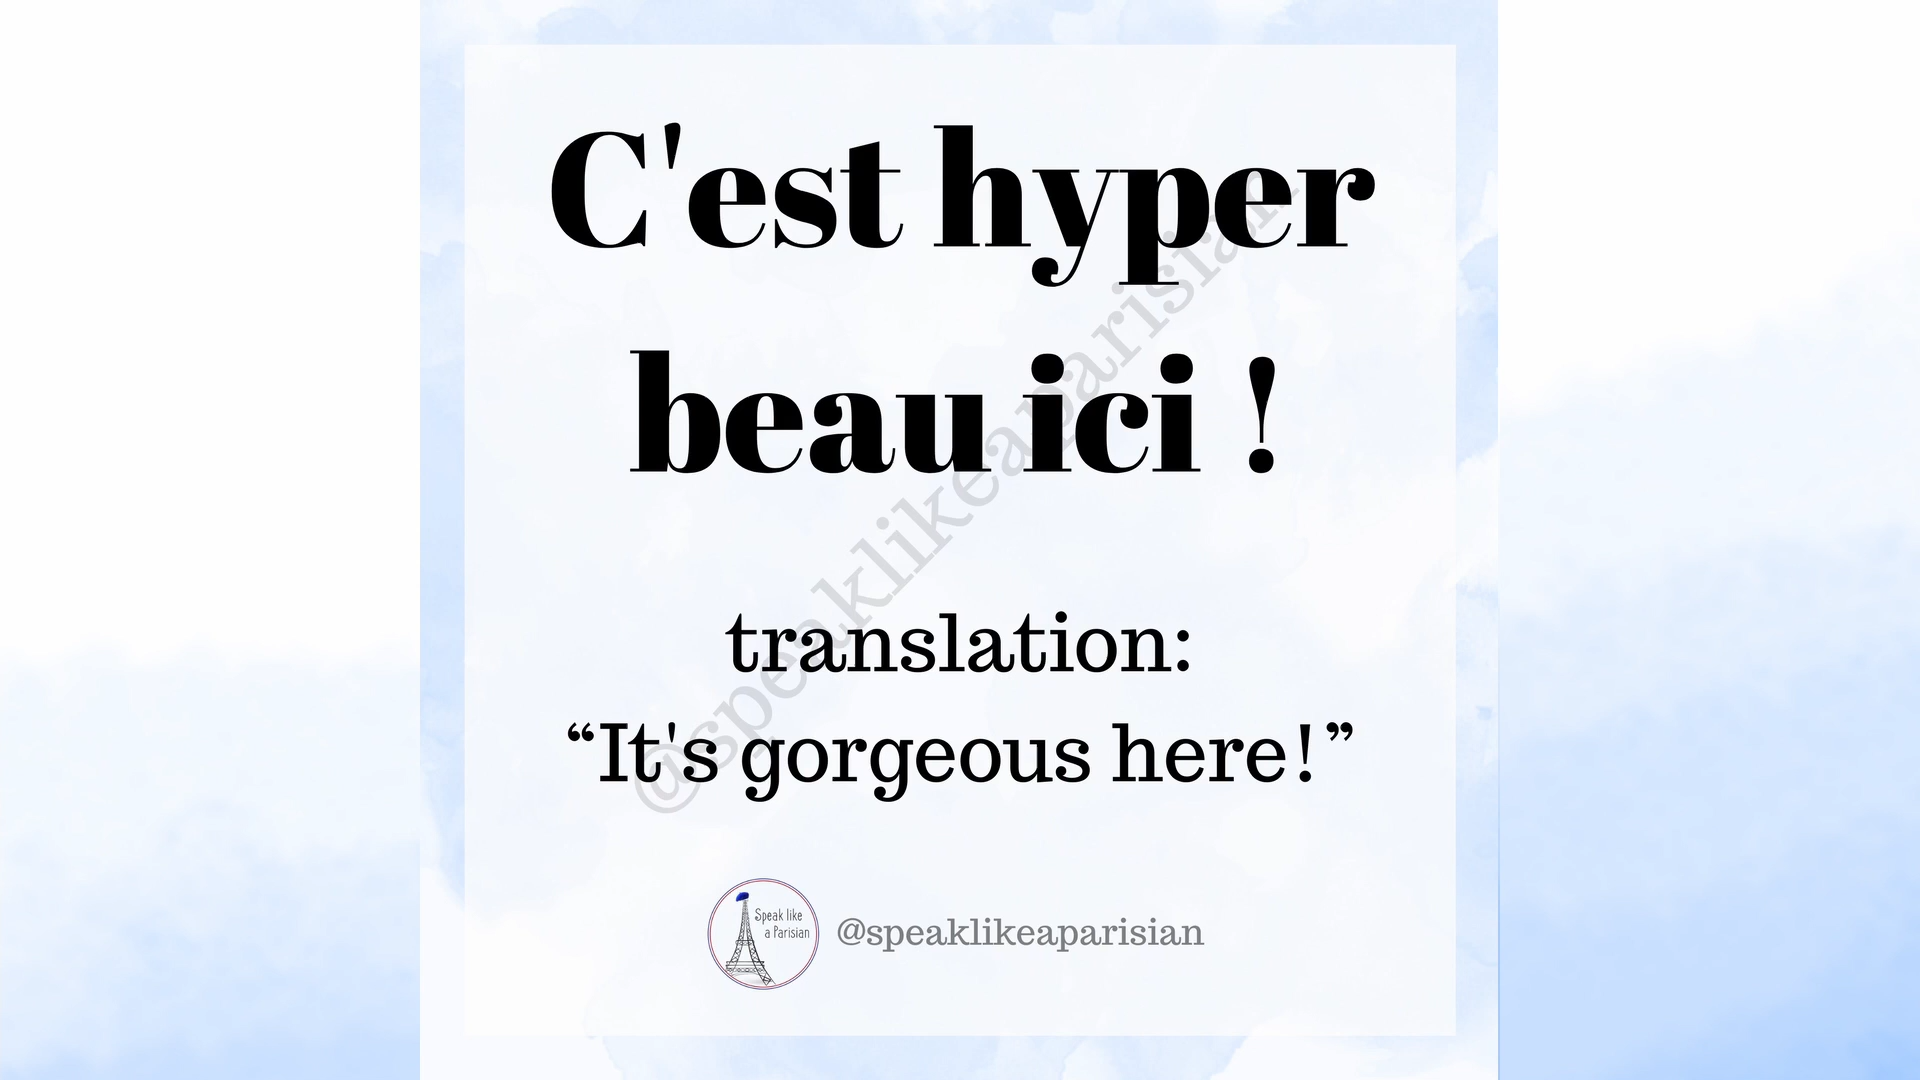 C'est hyper
beau ici !
translation:
“It's gorgeous here!”
@speaklikeaparisian
Speak like
a Parisian
@speaklikeaparisian